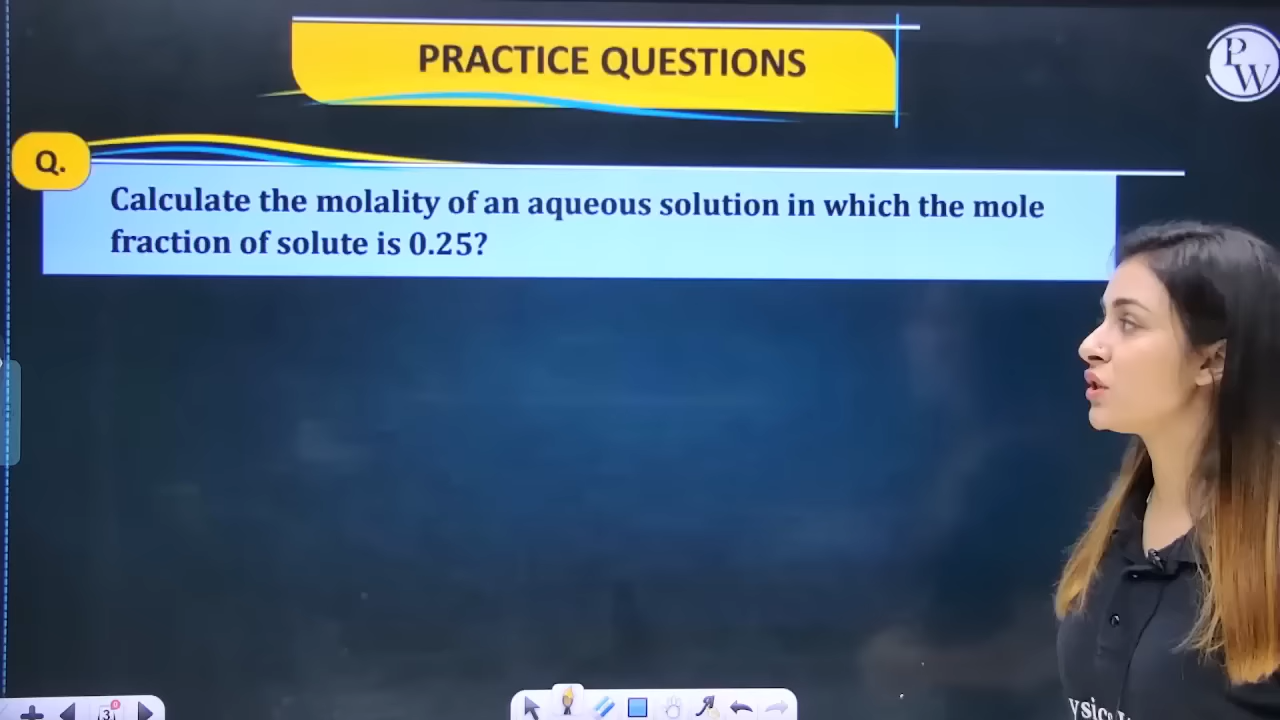 PRACTICE QUESTIONS
PW
Q.
Calculate the molality of an aqueous solution in which the mole
fraction of solute is 0.25?
3